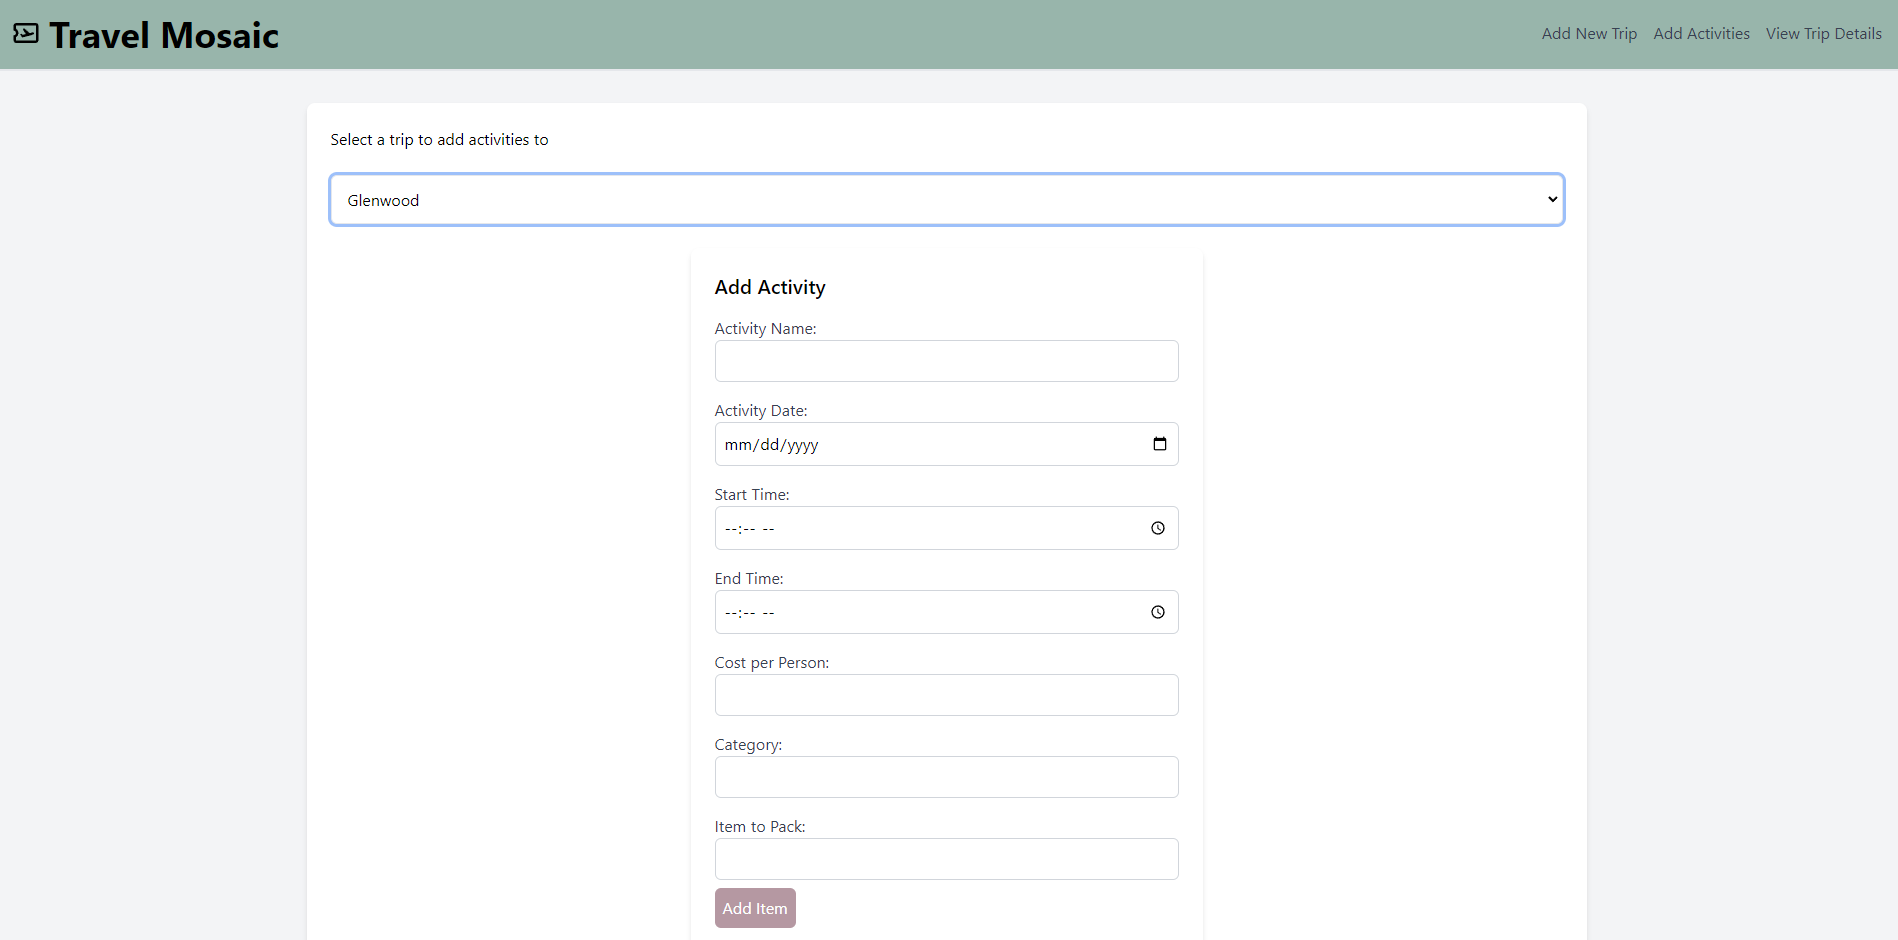 Travel Mosaic
Add New Trip Add Activities View Trip Details
Select a trip to add activities to
Glenwood
Add Activity
Activity Name:
Activity Date:
mm/dd/yyyy
Start Time:
--:-- --
End Time:
--:-- --
Cost per Person:
Category:
Item to Pack:
Add Item